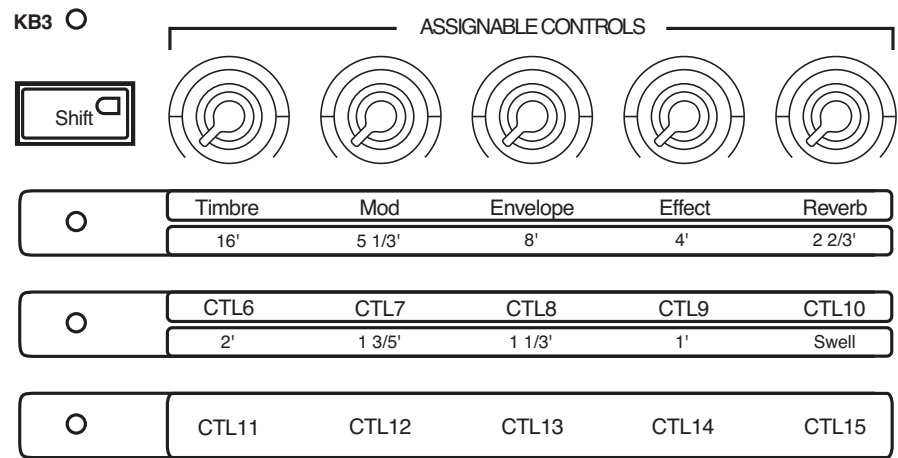 KB3
ASSIGNABLE CONTROLS
Shift
Timbre Mod Envelope Effect Reverb
16' 5 1/3' 8' 4' 2 2/3'
CTL6 CTL7 CTL8 CTL9 CTL10
2' 1 3/5' 1 1/3' 1' Swell
CTL11 CTL12 CTL13 CTL14 CTL15